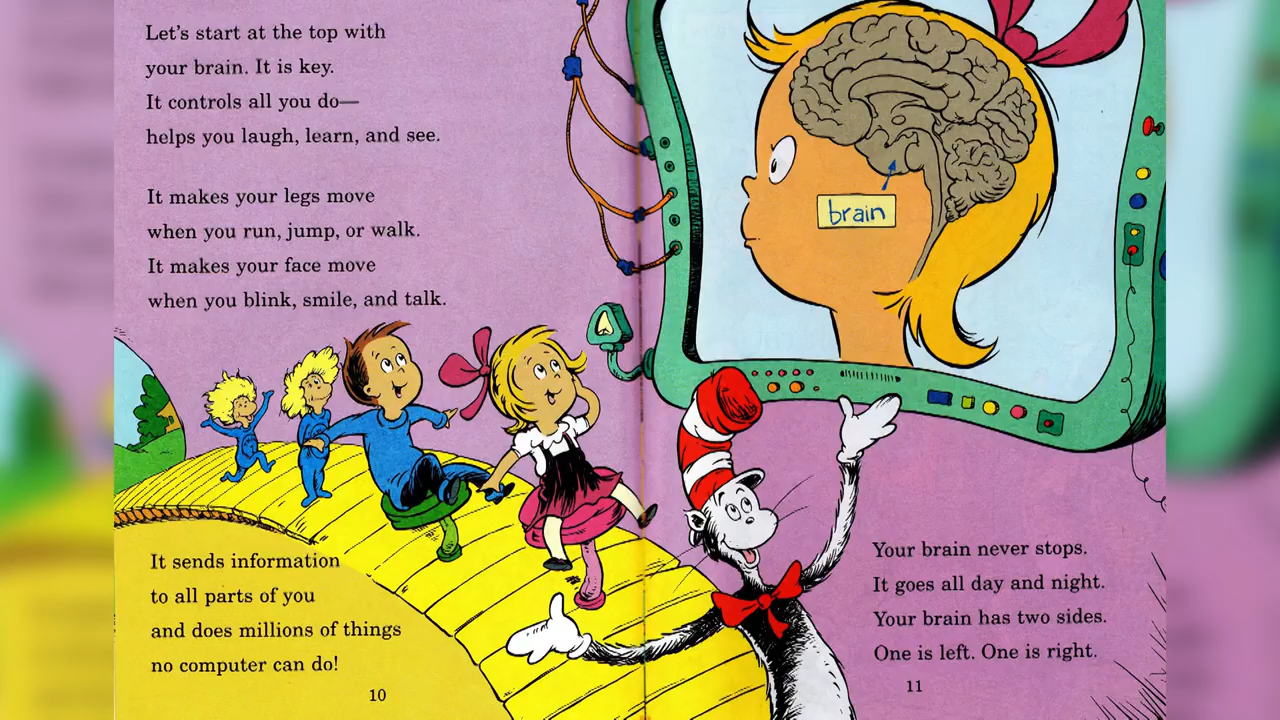 Let's start at the top with
your brain. It is key.
It controls all you do—
helps you laugh, learn, and see.
It makes your legs move
when you run, jump, or walk.
It makes your face move
when you blink, smile, and talk.
It sends information
to all parts of you
and does millions of things
no computer can do!
10
brain
Your brain never stops.
It goes all day and night.
Your brain has two sides.
One is left. One is right.
11